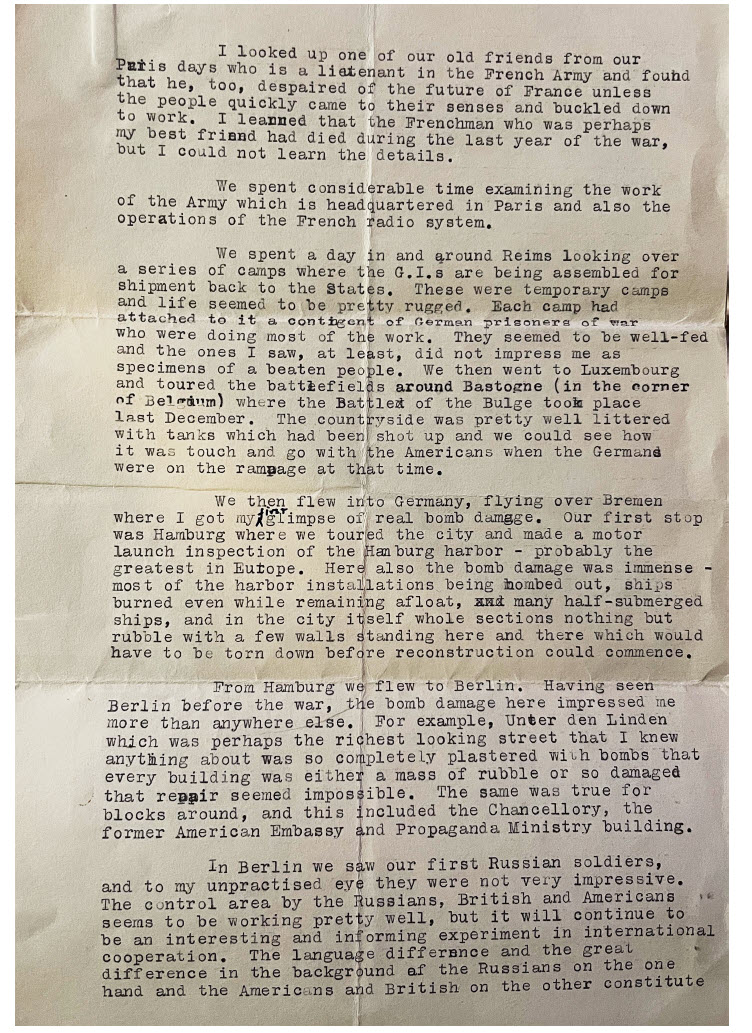 I looked up one of our old friends from our
Paris days who is a lietenant in the French Army and found
that he, too, despaired of the future of France unless
the people quickly came to their senses and buckled down
to work. I learned that the Frenchman who was perhaps
my best friend had died during the last year of the war,
but I could not learn the details.
We spent considerable time examining the work
of the Army which is headquartered in Paris and also the
operations of the French radio system.
We spent a day in and around Reims looking over
a series of camps where the G.I.s are being assembled for
shipment back to the States. These were temporary camps
and life seemed to be pretty rugged. Each camp had
attached to it a contigent of German prisoners of war
who were doing most of the work. They seemed to be well-fed
and the ones I saw, at least, did not impress me as
specimens of a beaten people. We then went to Luxembourg
and toured the battlefields around Bastogne (in the corner
of Belgium) where the Battle of the Bulge took place
last December. The countryside was pretty well littered
with tanks which had been shot up and we could see how
it was touch and go with the Americans when the Germans
were on the rampage at that time.
We then flew into Germany, flying over Bremen
where I got my first glimpse of real bomb damage. Our first stop
was Hamburg where we toured the city and made a motor
launch inspection of the Hamburg harbor - probably the
greatest in Eutope. Here also the bomb damage was immense -
most of the harbor installations being bombed out, ships
burned even while remaining afloat, and many half-submerged
ships, and in the city itself whole sections nothing but
rubble with a few walls standing here and there which would
have to be torn down before reconstruction could commence.
From Hamburg we flew to Berlin. Having seen
Berlin before the war, the bomb damage here impressed me
more than anywhere else. For example, Unter den Linden
which was perhaps the richest looking street that I knew
anything about was so completely plastered with bombs that
every building was either a mass of rubble or so damaged
that repair seemed impossible. The same was true for
blocks around, and this included the Chancellory, the
former American Embassy and Propaganda Ministry building.
In Berlin we saw our first Russian soldiers,
and to my unpractised eye they were not very impressive.
The control area by the Russians, British and Americans
seems to be working pretty well, but it will continue to
be an interesting and informing experiment in international
cooperation. The language difference and the great
difference in the background of the Russians on the one
hand and the Americans and British on the other constitute